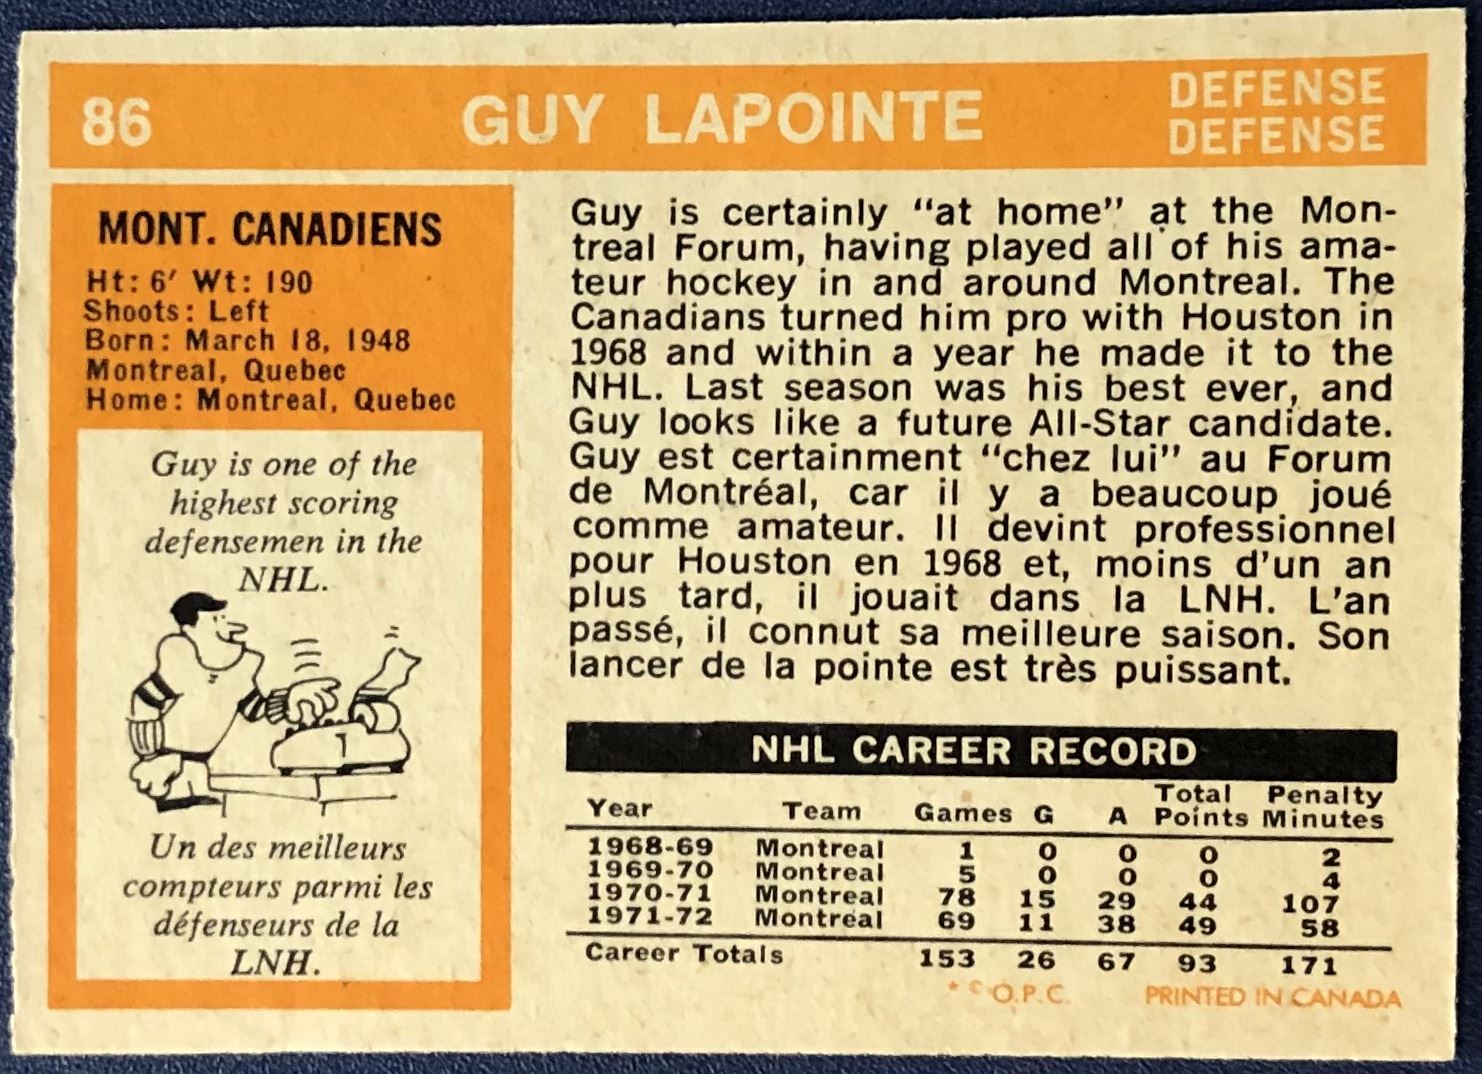 86
GUY LAPOINTE
DEFENSE
DEFENSE
MONT. CANADIENS
Ht: 6' Wt: 190
Shoots: Left
Born: March 18, 1948
Montreal, Quebec
Home: Montreal, Quebec
Guy is one of the
highest scoring
defensemen in the
NHL.
1
Un des meilleurs
compteurs parmi les
défenseurs de la
LNH.
Guy is certainly "at home" at the Mon-
treal Forum, having played all of his ama-
teur hockey in and around Montreal. The
Canadians turned him pro with Houston in
1968 and within a year he made it to the
NHL. Last season was his best ever, and
Guy looks like a future All-Star candidate.
Guy est certainment "chez lui" au Forum
de Montréal, car il y a beaucoup joué
comme amateur. Il devint professionnel
pour Houston en 1968 et, moins d'un an
plus tard, il jouait dans la LNH. L'an
passé, il connut sa meilleure saison. Son
lancer de la pointe est très puissant.
NHL CAREER RECORD
Year Team Games G A Total Points Penalty Minutes
1968-69 Montreal 1 0 0 0 2
1969-70 Montreal 5 0 0 0 4
1970-71 Montreal 78 15 29 44 107
1971-72 Montreal 69 11 38 49 58
Career Totals 153 26 67 93 171
* © O.P.C. PRINTED IN CANADA